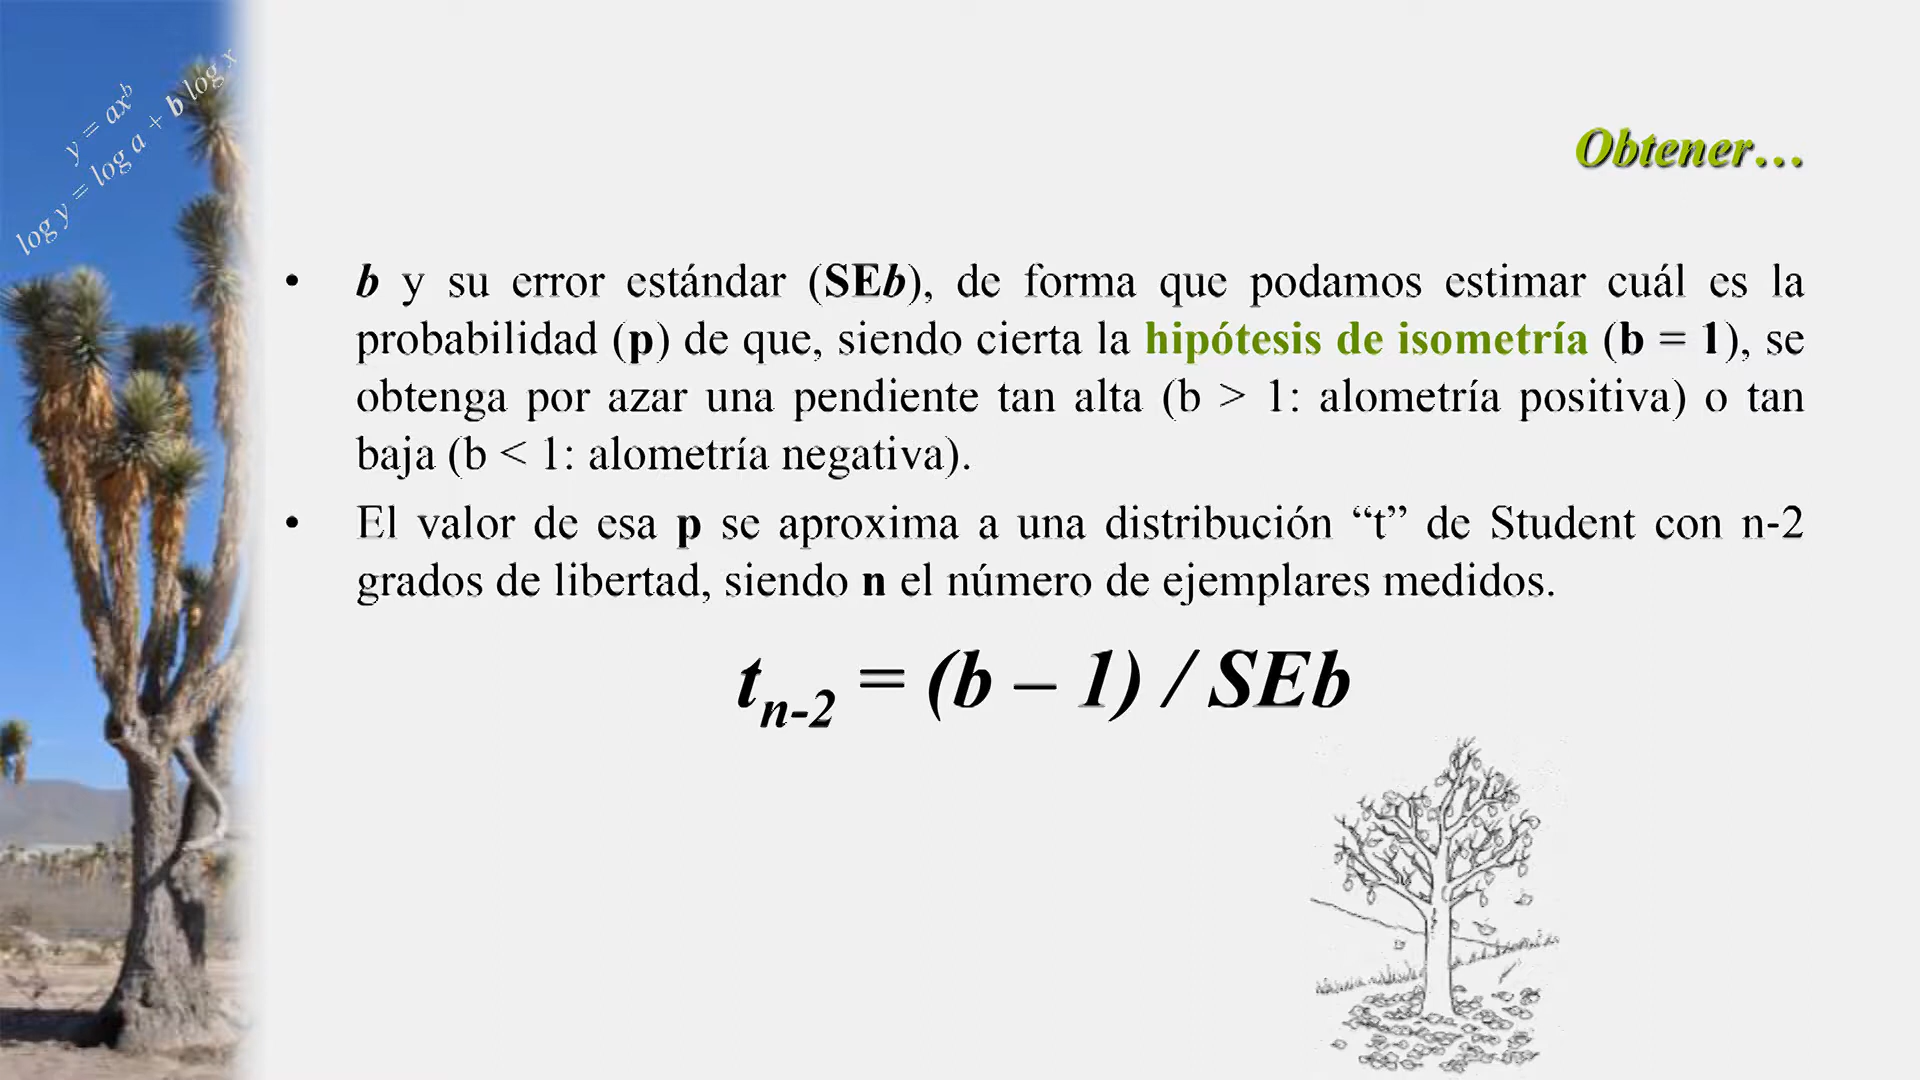 y = axᵇ
log y = log a + b log x
Obtener…
• b y su error estándar (SEb), de forma que podamos estimar cuál es la
probabilidad (p) de que, siendo cierta la hipótesis de isometría (b = 1), se
obtenga por azar una pendiente tan alta (b > 1: alometría positiva) o tan
baja (b < 1: alometría negativa).
• El valor de esa p se aproxima a una distribución “t” de Student con n-2
grados de libertad, siendo n el número de ejemplares medidos.
tn-2 = (b – 1) / SEb